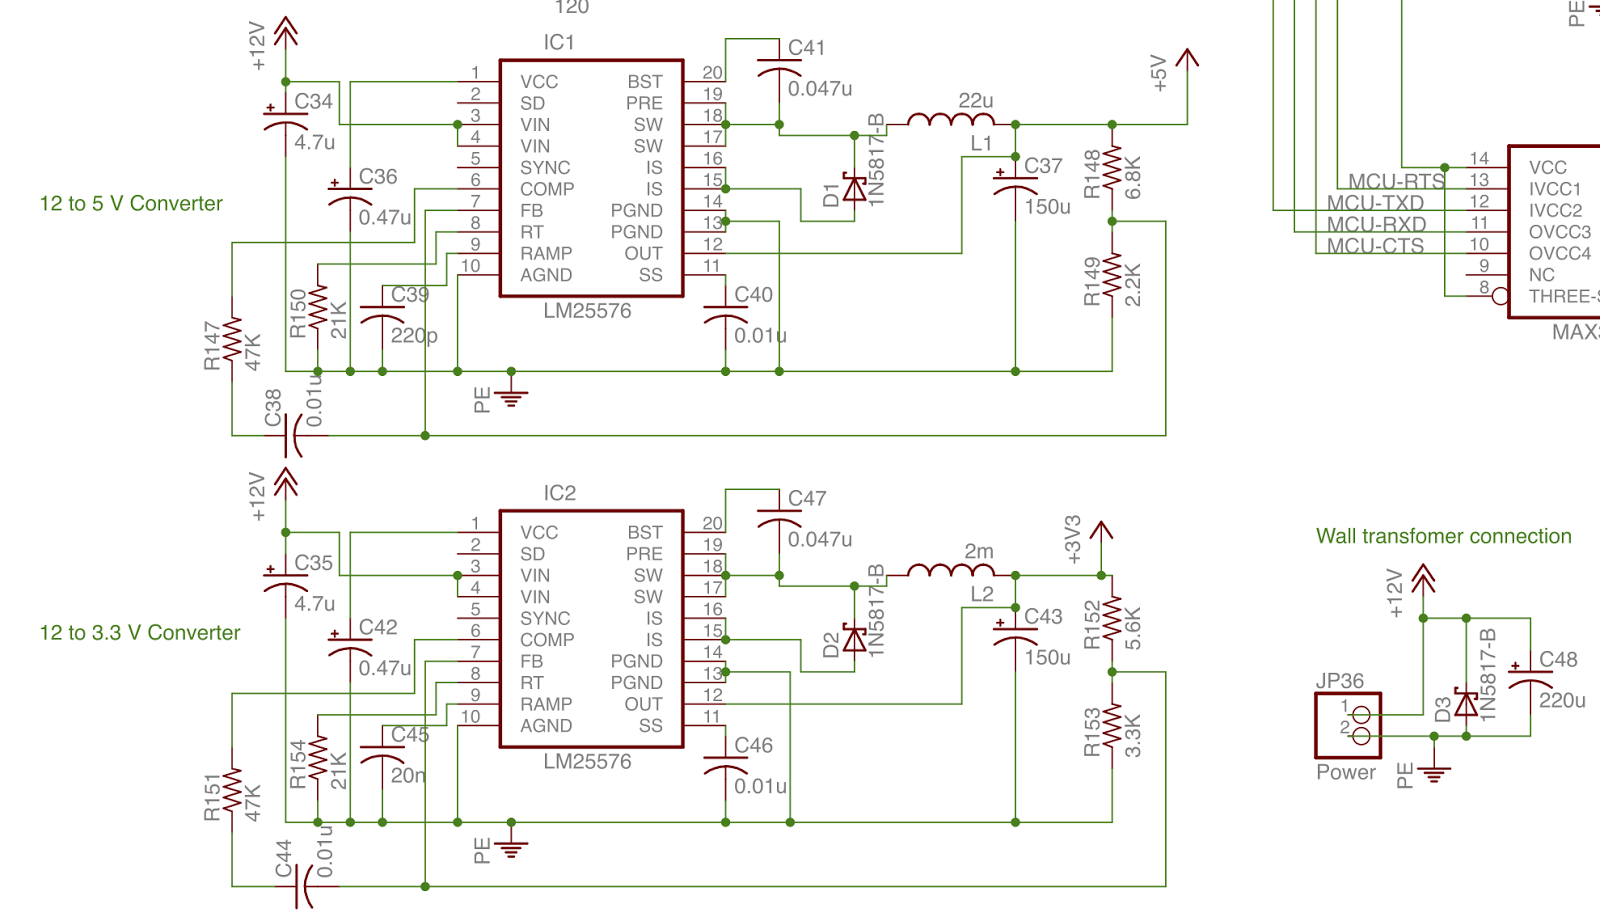 120
+12V
IC1
C41
0.047u
+5V
PE
C34
4.7u
1 VCC BST 20
2 SD PRE 19
3 VIN SW 18
4 VIN SW 17
5 SYNC IS 16
6 COMP IS 15
7 FB PGND 14
8 RT PGND 13
9 RAMP OUT 12
10 AGND SS 11
LM25576
C36
0.47u
12 to 5 V Converter
D1
1N5817-B
22u
L1
C37
150u
R148
6.8K
R149
2.2K
R150
21K
C39
220p
C40
0.01u
R147
47K
C38
0.01u
PE
14 VCC
MCU-RTS 13 IVCC1
MCU-TXD 12 IVCC2
MCU-RXD 11 OVCC3
MCU-CTS 10 OVCC4
9 NC
8 THREE-S
MAX3
+12V
IC2
C47
0.047u
+3V3
C35
4.7u
1 VCC BST 20
2 SD PRE 19
3 VIN SW 18
4 VIN SW 17
5 SYNC IS 16
6 COMP IS 15
7 FB PGND 14
8 RT PGND 13
9 RAMP OUT 12
10 AGND SS 11
LM25576
C42
0.47u
12 to 3.3 V Converter
D2
1N5817-B
2m
L2
C43
150u
R152
5.6K
R153
3.3K
R154
21K
C45
20n
C46
0.01u
R151
47K
C44
0.01u
PE
Wall transfomer connection
+12V
JP36
1
2
Power
D3
1N5817-B
C48
220u
PE